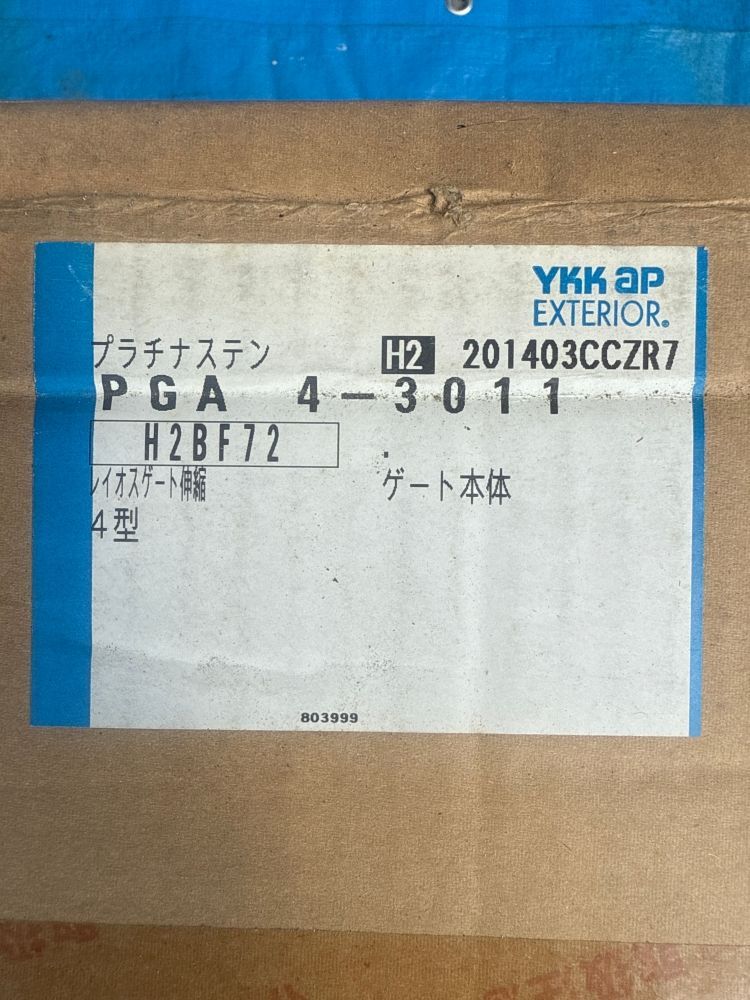 YKK ap
EXTERIOR®
プラチナステン H2 201403CCZR7
PGA 4-3011
H2BF72 .
レイオスゲート伸縮 ゲート本体
4型
803999